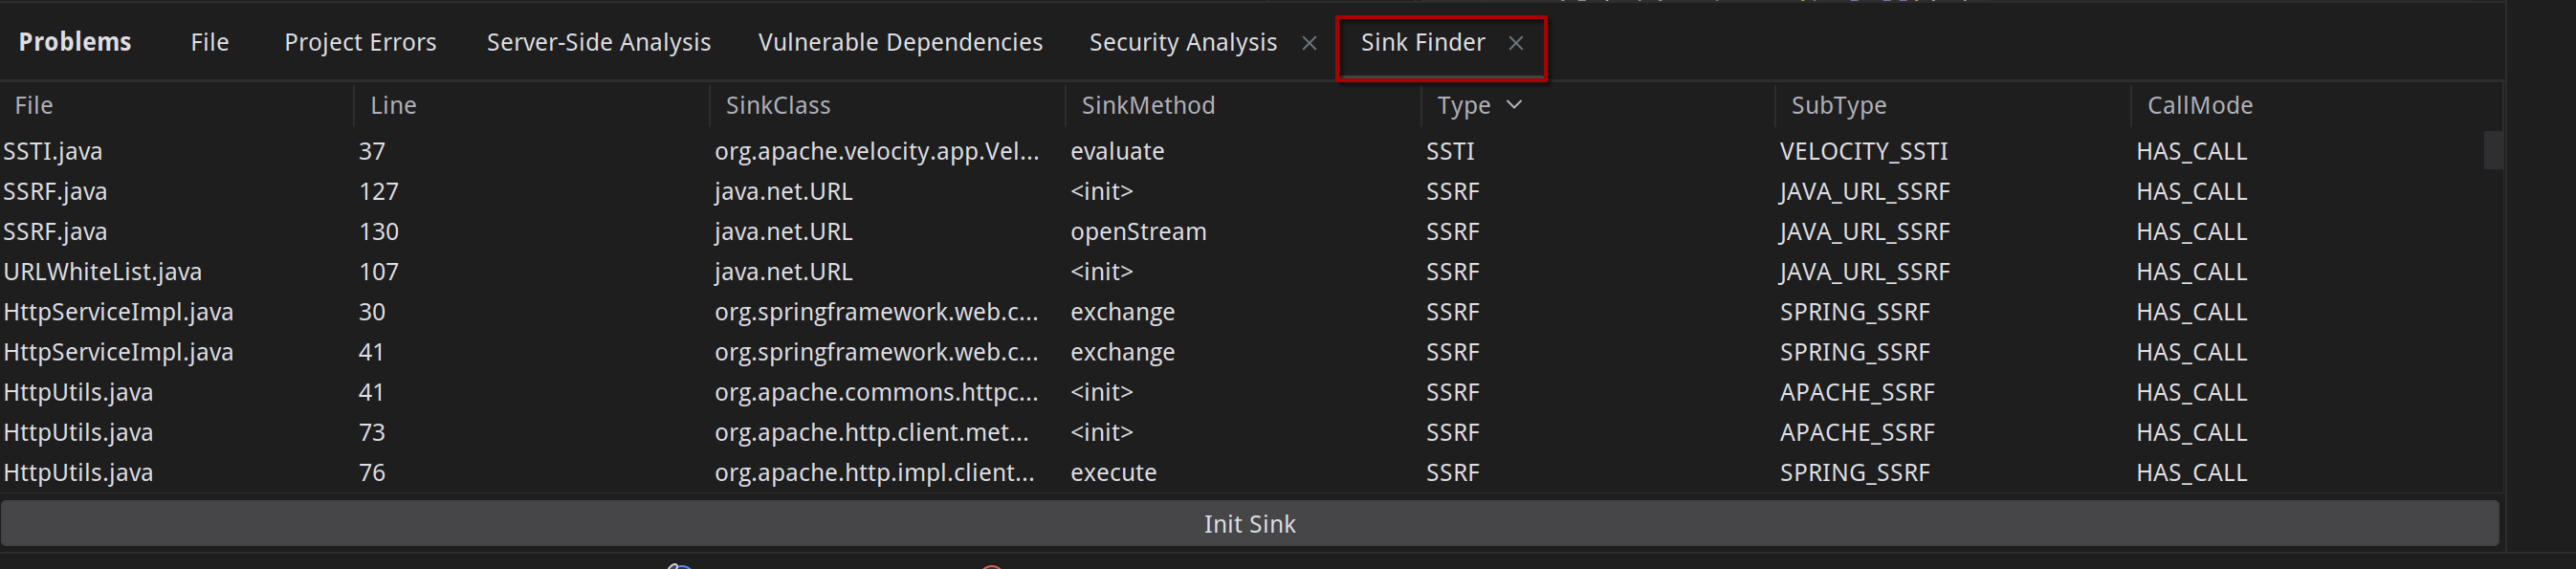 Problems File Project Errors Server-Side Analysis Vulnerable Dependencies Security Analysis Sink Finder
File Line SinkClass SinkMethod Type SubType CallMode
SSTI.java 37 org.apache.velocity.app.Vel... evaluate SSTI VELOCITY_SSTI HAS_CALL
SSRF.java 127 java.net.URL <init> SSRF JAVA_URL_SSRF HAS_CALL
SSRF.java 130 java.net.URL openStream SSRF JAVA_URL_SSRF HAS_CALL
URLWhiteList.java 107 java.net.URL <init> SSRF JAVA_URL_SSRF HAS_CALL
HttpServiceImpl.java 30 org.springframework.web.c... exchange SSRF SPRING_SSRF HAS_CALL
HttpServiceImpl.java 41 org.springframework.web.c... exchange SSRF SPRING_SSRF HAS_CALL
HttpUtils.java 41 org.apache.commons.httpc... <init> SSRF APACHE_SSRF HAS_CALL
HttpUtils.java 73 org.apache.http.client.met... <init> SSRF APACHE_SSRF HAS_CALL
HttpUtils.java 76 org.apache.http.impl.client... execute SSRF SPRING_SSRF HAS_CALL
Init Sink